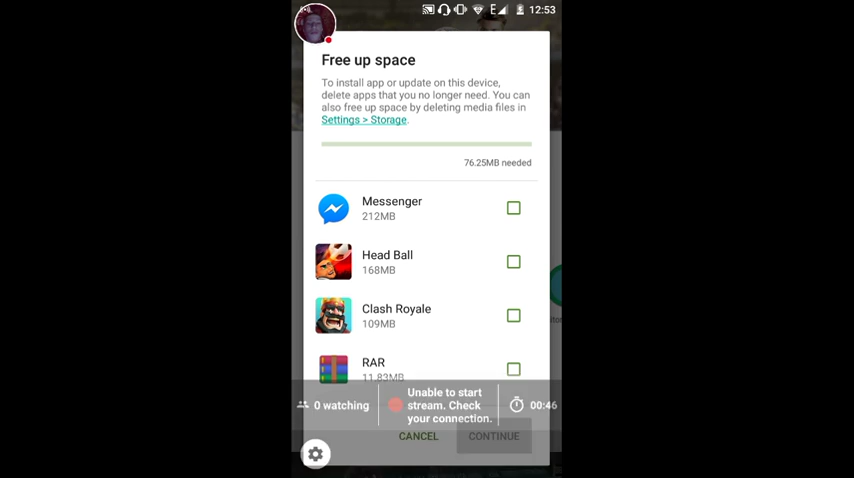 12:53
Free up space
To install app or update on this device,
delete apps that you no longer need. You can
also free up space by deleting media files in
Settings > Storage.
76.25MB needed
Messenger
212MB
Head Ball
168MB
Clash Royale
109MB
RAR
11.83MB
0 watching
Unable to start
stream. Check
your connection.
00:46
CANCEL
CONTINUE